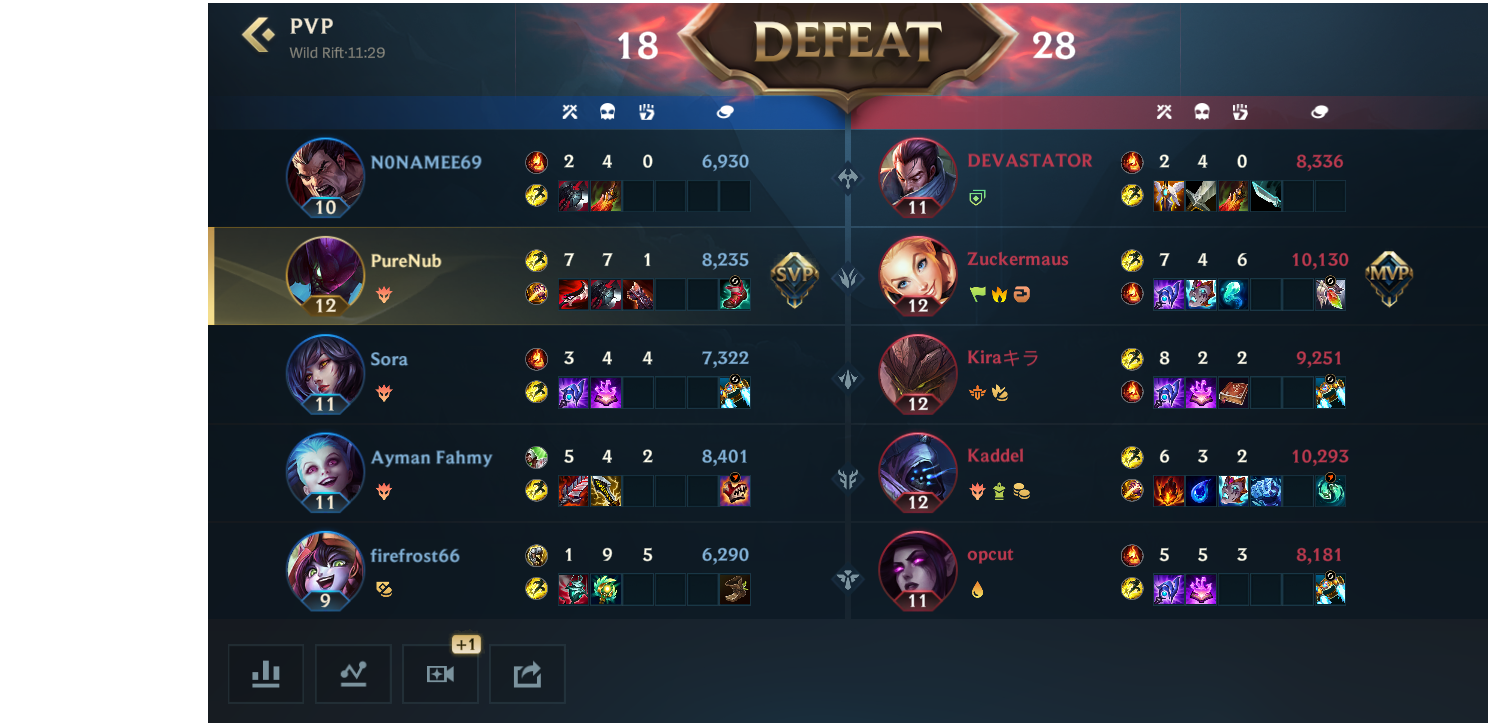 PVP
Wild Rift·11:29
18 DEFEAT 28
N0NAMEE69 2 4 0 6,930
10
DEVASTATOR 2 4 0 8,336
11
PureNub 7 7 1 8,235 SVP
12
Zuckermaus 7 4 6 10,130 MVP
12
Sora 3 4 4 7,322
11
Kiraキラ 8 2 2 9,251
12
Ayman Fahmy 5 4 2 8,401
11
Kaddel 6 3 2 10,293
12
firefrost66 1 9 5 6,290
9
opcut 5 5 3 8,181
11
+1